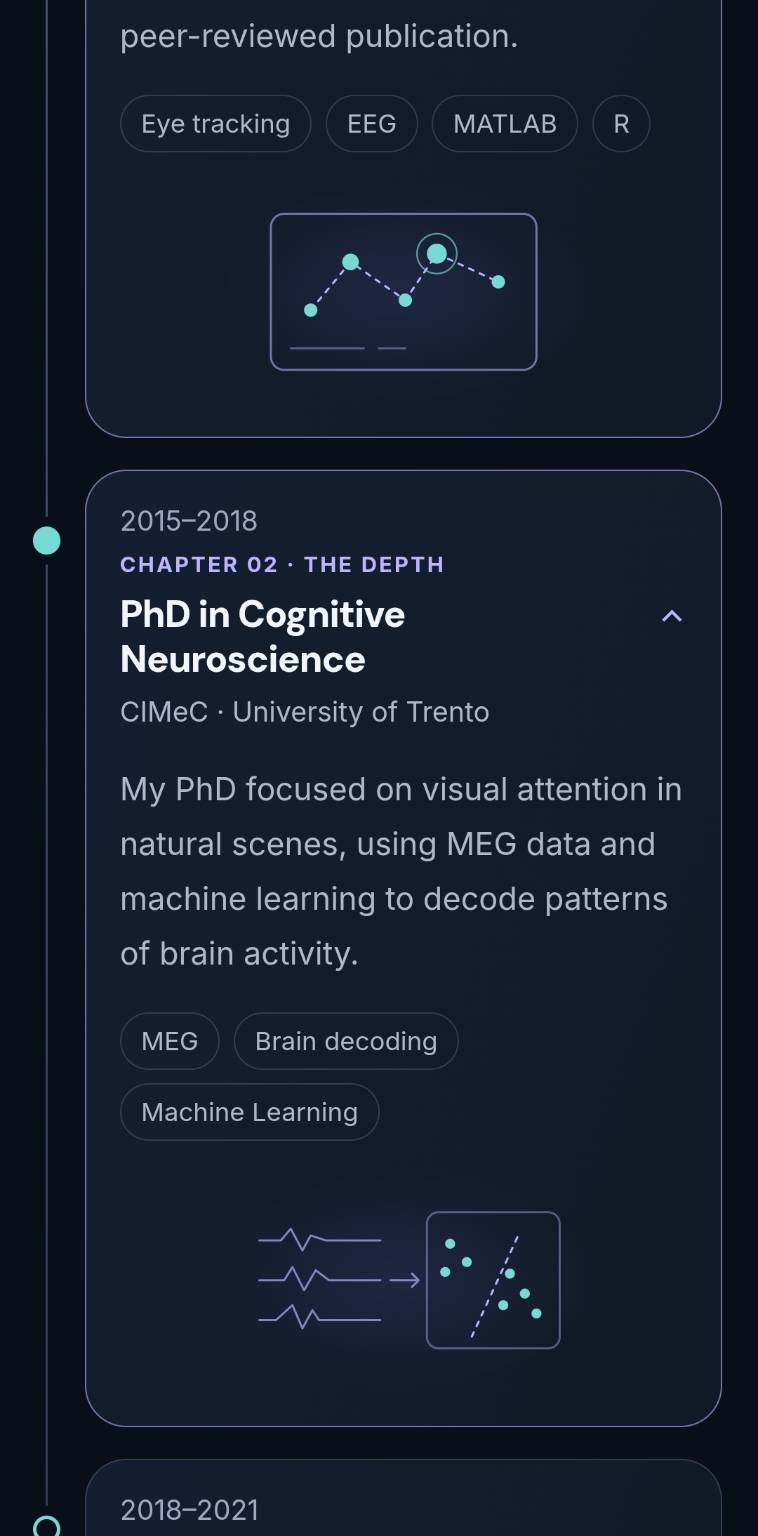 peer-reviewed publication.
Eye tracking
EEG
MATLAB
R
2015–2018
CHAPTER 02 · THE DEPTH
PhD in Cognitive
Neuroscience
CIMeC · University of Trento
My PhD focused on visual attention in
natural scenes, using MEG data and
machine learning to decode patterns
of brain activity.
MEG
Brain decoding
Machine Learning
2018–2021